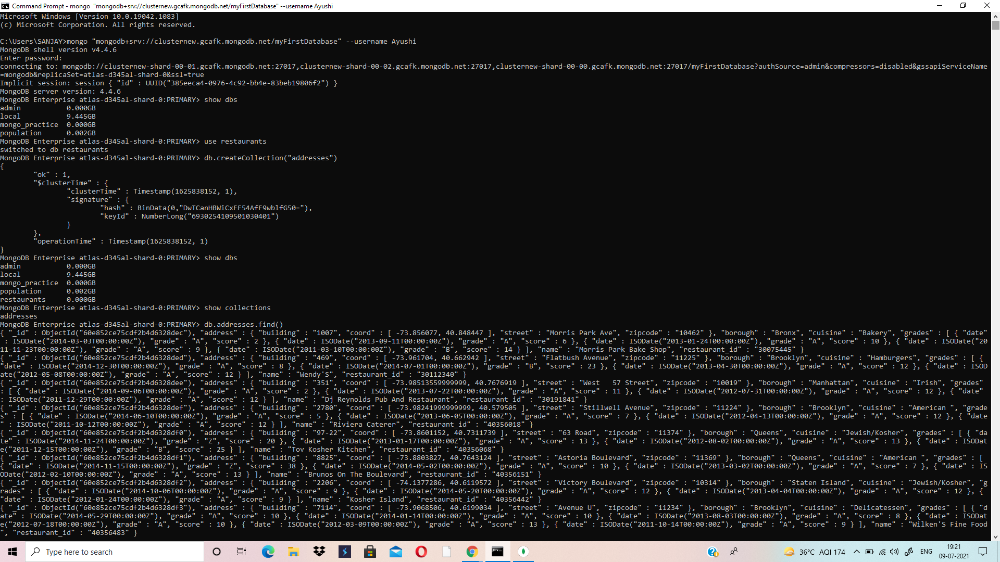 Command Prompt - mongo  "mongodb+srv://clusternew.gcafk.mongodb.net/myFirstDatabase" --username Ayushi
Microsoft Windows [Version 10.0.19042.1083]
(c) Microsoft Corporation. All rights reserved.
C:\Users\SANJAY>mongo "mongodb+srv://clusternew.gcafk.mongodb.net/myFirstDatabase" --username Ayushi
MongoDB shell version v4.4.6
Enter password:
connecting to: mongodb://clusternew-shard-00-01.gcafk.mongodb.net:27017,clusternew-shard-00-02.gcafk.mongodb.net:27017,clusternew-shard-00-00.gcafk.mongodb.net:27017/myFirstDatabase?authSource=admin&compressors=disabled&gssapiServiceName
=mongodb&replicaSet=atlas-d345al-shard-0&ssl=true
Implicit session: session { "id" : UUID("385eeca4-0976-4c92-bb4e-83beb19806f2") }
MongoDB server version: 4.4.6
MongoDB Enterprise atlas-d345al-shard-0:PRIMARY> show dbs
admin           0.000GB
local           9.445GB
mongo_practice  0.000GB
population      0.002GB
MongoDB Enterprise atlas-d345al-shard-0:PRIMARY> use restaurants
switched to db restaurants
MongoDB Enterprise atlas-d345al-shard-0:PRIMARY> db.createCollection("addresses")
{
        "ok" : 1,
        "$clusterTime" : {
                "clusterTime" : Timestamp(1625838152, 1),
                "signature" : {
                        "hash" : BinData(0,"DwTCanHBWiCxFF54AfF9wblfG50="),
                        "keyId" : NumberLong("6930254109501030401")
                }
        },
        "operationTime" : Timestamp(1625838152, 1)
}
MongoDB Enterprise atlas-d345al-shard-0:PRIMARY> show dbs
admin           0.000GB
local           9.445GB
mongo_practice  0.000GB
population      0.002GB
restaurants     0.000GB
MongoDB Enterprise atlas-d345al-shard-0:PRIMARY> show collections
addresses
MongoDB Enterprise atlas-d345al-shard-0:PRIMARY> db.addresses.find()
{ "_id" : ObjectId("60e852ce75cdf2b4d6328dec"), "address" : { "building" : "1007", "coord" : [ -73.856077, 40.848447 ], "street" : "Morris Park Ave", "zipcode" : "10462" }, "borough" : "Bronx", "cuisine" : "Bakery", "grades" : [ { "date"
 : ISODate("2014-03-03T00:00:00Z"), "grade" : "A", "score" : 2 }, { "date" : ISODate("2013-09-11T00:00:00Z"), "grade" : "A", "score" : 6 }, { "date" : ISODate("2013-01-24T00:00:00Z"), "grade" : "A", "score" : 10 }, { "date" : ISODate("20
11-11-23T00:00:00Z"), "grade" : "A", "score" : 9 }, { "date" : ISODate("2011-03-10T00:00:00Z"), "grade" : "B", "score" : 14 } ], "name" : "Morris Park Bake Shop", "restaurant_id" : "30075445" }
{ "_id" : ObjectId("60e852ce75cdf2b4d6328ded"), "address" : { "building" : "469", "coord" : [ -73.961704, 40.662942 ], "street" : "Flatbush Avenue", "zipcode" : "11225" }, "borough" : "Brooklyn", "cuisine" : "Hamburgers", "grades" : [ {
"date" : ISODate("2014-12-30T00:00:00Z"), "grade" : "A", "score" : 8 }, { "date" : ISODate("2014-07-01T00:00:00Z"), "grade" : "B", "score" : 23 }, { "date" : ISODate("2013-04-30T00:00:00Z"), "grade" : "A", "score" : 12 }, { "date" : ISOD
ate("2012-05-08T00:00:00Z"), "grade" : "A", "score" : 12 } ], "name" : "Wendy'S", "restaurant_id" : "30112340" }
{ "_id" : ObjectId("60e852ce75cdf2b4d6328dee"), "address" : { "building" : "351", "coord" : [ -73.98513559999999, 40.7676919 ], "street" : "West   57 Street", "zipcode" : "10019" }, "borough" : "Manhattan", "cuisine" : "Irish", "grades"
: [ { "date" : ISODate("2014-09-06T00:00:00Z"), "grade" : "A", "score" : 2 }, { "date" : ISODate("2013-07-22T00:00:00Z"), "grade" : "A", "score" : 11 }, { "date" : ISODate("2012-07-31T00:00:00Z"), "grade" : "A", "score" : 12 }, { "date"
: ISODate("2011-12-29T00:00:00Z"), "grade" : "A", "score" : 12 } ], "name" : "Dj Reynolds Pub And Restaurant", "restaurant_id" : "30191841" }
{ "_id" : ObjectId("60e852ce75cdf2b4d6328def"), "address" : { "building" : "2780", "coord" : [ -73.98241999999999, 40.579505 ], "street" : "Stillwell Avenue", "zipcode" : "11224" }, "borough" : "Brooklyn", "cuisine" : "American ", "grade
s" : [ { "date" : ISODate("2014-06-10T00:00:00Z"), "grade" : "A", "score" : 5 }, { "date" : ISODate("2013-06-05T00:00:00Z"), "grade" : "A", "score" : 7 }, { "date" : ISODate("2012-04-13T00:00:00Z"), "grade" : "A", "score" : 12 }, { "date
" : ISODate("2011-10-12T00:00:00Z"), "grade" : "A", "score" : 12 } ], "name" : "Riviera Caterer", "restaurant_id" : "40356018" }
{ "_id" : ObjectId("60e852ce75cdf2b4d6328df0"), "address" : { "building" : "97-22", "coord" : [ -73.8601152, 40.7311739 ], "street" : "63 Road", "zipcode" : "11374" }, "borough" : "Queens", "cuisine" : "Jewish/Kosher", "grades" : [ { "da
te" : ISODate("2014-11-24T00:00:00Z"), "grade" : "Z", "score" : 20 }, { "date" : ISODate("2013-01-17T00:00:00Z"), "grade" : "A", "score" : 13 }, { "date" : ISODate("2012-08-02T00:00:00Z"), "grade" : "A", "score" : 13 }, { "date" : ISODat
e("2011-12-15T00:00:00Z"), "grade" : "B", "score" : 25 } ], "name" : "Tov Kosher Kitchen", "restaurant_id" : "40356068" }
{ "_id" : ObjectId("60e852ce75cdf2b4d6328df1"), "address" : { "building" : "8825", "coord" : [ -73.8803827, 40.7643124 ], "street" : "Astoria Boulevard", "zipcode" : "11369" }, "borough" : "Queens", "cuisine" : "American ", "grades" : [
{ "date" : ISODate("2014-11-15T00:00:00Z"), "grade" : "Z", "score" : 38 }, { "date" : ISODate("2014-05-02T00:00:00Z"), "grade" : "A", "score" : 10 }, { "date" : ISODate("2013-03-02T00:00:00Z"), "grade" : "A", "score" : 7 }, { "date" : IS
ODate("2012-02-10T00:00:00Z"), "grade" : "A", "score" : 13 } ], "name" : "Brunos On The Boulevard", "restaurant_id" : "40356151" }
{ "_id" : ObjectId("60e852ce75cdf2b4d6328df2"), "address" : { "building" : "2206", "coord" : [ -74.1377286, 40.6119572 ], "street" : "Victory Boulevard", "zipcode" : "10314" }, "borough" : "Staten Island", "cuisine" : "Jewish/Kosher", "g
rades" : [ { "date" : ISODate("2014-10-06T00:00:00Z"), "grade" : "A", "score" : 9 }, { "date" : ISODate("2014-05-20T00:00:00Z"), "grade" : "A", "score" : 12 }, { "date" : ISODate("2013-04-04T00:00:00Z"), "grade" : "A", "score" : 12 }, {
"date" : ISODate("2012-01-24T00:00:00Z"), "grade" : "A", "score" : 9 } ], "name" : "Kosher Island", "restaurant_id" : "40356442" }
{ "_id" : ObjectId("60e852ce75cdf2b4d6328df3"), "address" : { "building" : "7114", "coord" : [ -73.9068506, 40.6199034 ], "street" : "Avenue U", "zipcode" : "11234" }, "borough" : "Brooklyn", "cuisine" : "Delicatessen", "grades" : [ { "d
ate" : ISODate("2014-05-29T00:00:00Z"), "grade" : "A", "score" : 10 }, { "date" : ISODate("2014-01-14T00:00:00Z"), "grade" : "A", "score" : 10 }, { "date" : ISODate("2013-08-03T00:00:00Z"), "grade" : "A", "score" : 8 }, { "date" : ISODat
e("2012-07-18T00:00:00Z"), "grade" : "A", "score" : 10 }, { "date" : ISODate("2012-03-09T00:00:00Z"), "grade" : "A", "score" : 13 }, { "date" : ISODate("2011-10-14T00:00:00Z"), "grade" : "A", "score" : 9 } ], "name" : "Wilken'S Fine Food
", "restaurant_id" : "40356483" }
Type here to search
36°C AQI 174
ENG
19:21
09-07-2021